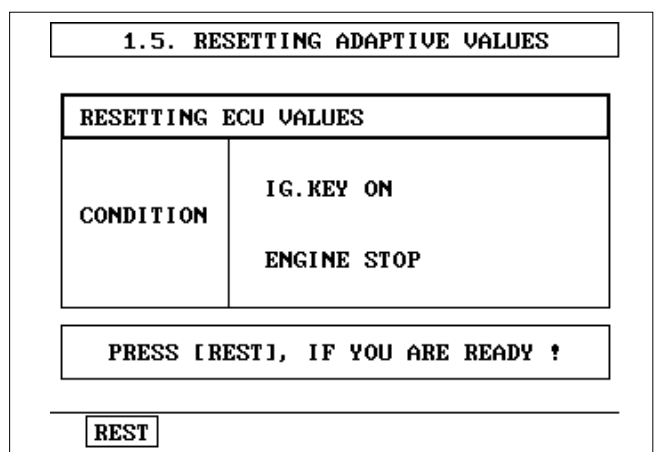 1.5. RESETTING ADAPTIVE VALUES
RESETTING ECU VALUES
CONDITION
IG.KEY ON
ENGINE STOP
PRESS [REST], IF YOU ARE READY !
REST